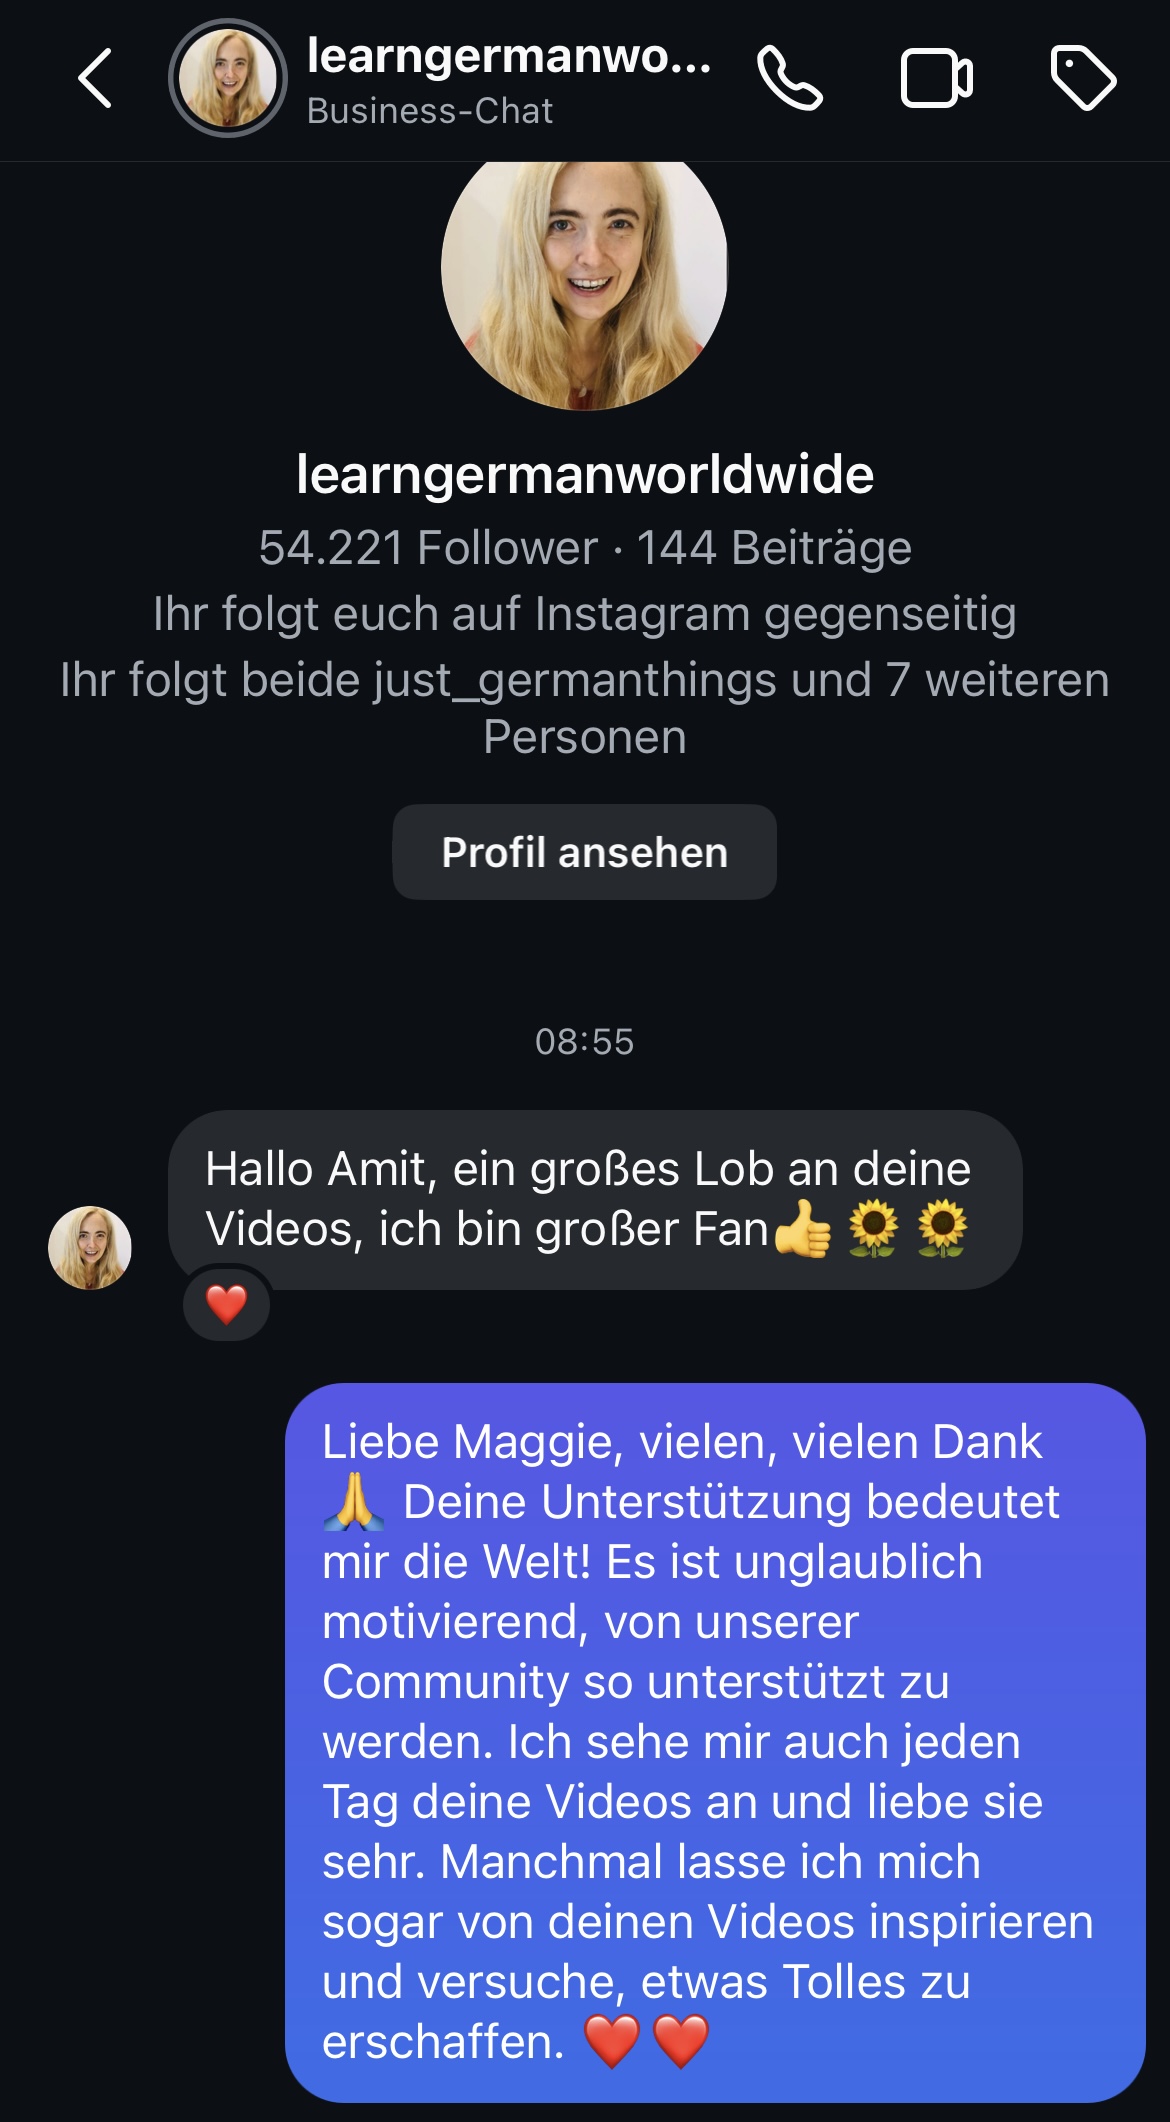 learngermanwo...
Business-Chat
learngermanworldwide
54.221 Follower · 144 Beiträge
Ihr folgt euch auf Instagram gegenseitig
Ihr folgt beide just_germanthings und 7 weiteren
Personen
Profil ansehen
08:55
Hallo Amit, ein großes Lob an deine
Videos, ich bin großer Fan👍🌻🌻
❤️
Liebe Maggie, vielen, vielen Dank
🙏 Deine Unterstützung bedeutet
mir die Welt! Es ist unglaublich
motivierend, von unserer
Community so unterstützt zu
werden. Ich sehe mir auch jeden
Tag deine Videos an und liebe sie
sehr. Manchmal lasse ich mich
sogar von deinen Videos inspirieren
und versuche, etwas Tolles zu
erschaffen. ❤️❤️